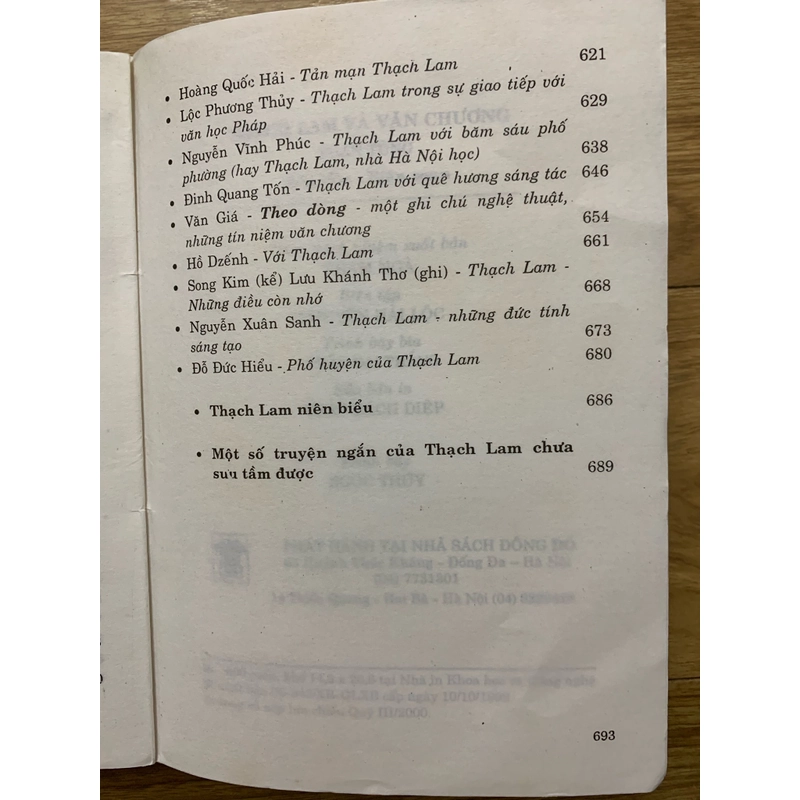 • Hoàng Quốc Hải - Tản mạn Thạch Lam 621
• Lộc Phương Thủy - Thạch Lam trong sự giao tiếp với
văn học Pháp 629
• Nguyễn Vĩnh Phúc - Thạch Lam với băm sáu phố
phường (hay Thạch Lam, nhà Hà Nội học) 638
• Đinh Quang Tốn - Thạch Lam với quê hương sáng tác 646
• Văn Giá - Theo dòng - một ghi chú nghệ thuật,
những tín niệm văn chương 654
• Hồ Dzếnh - Với Thạch Lam 661
• Song Kim (kể) Lưu Khánh Thơ (ghi) - Thạch Lam -
Những điều còn nhớ 668
• Nguyễn Xuân Sanh - Thạch Lam - những đức tính
sáng tạo 673
• Đỗ Đức Hiểu - Phố huyện của Thạch Lam 680
• Thạch Lam niên biểu 686
• Một số truyện ngắn của Thạch Lam chưa
sưu tầm được 689
693